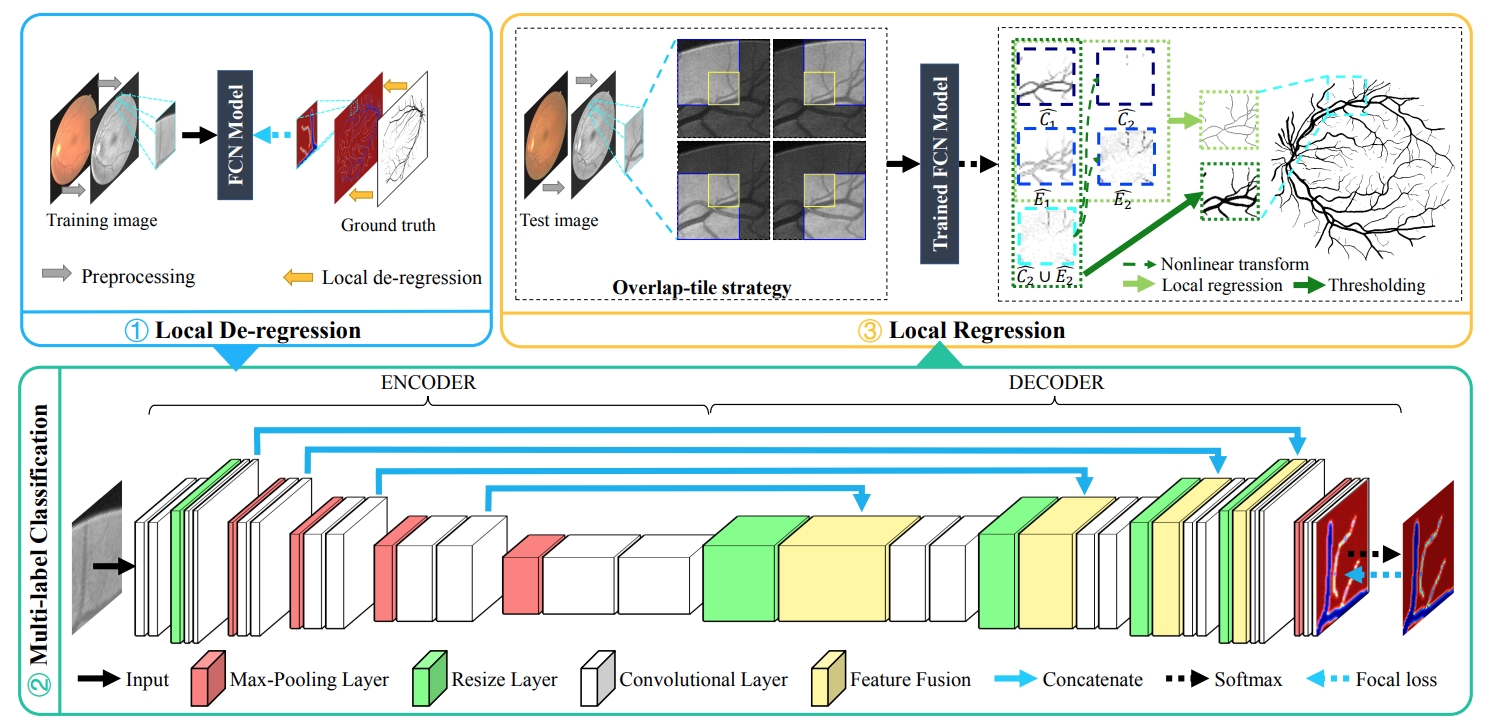 FCN Model
Training image
Ground truth
Preprocessing
Local de-regression
① Local De-regression
Test image
Overlap-tile strategy
Trained FCN Model
$\widehat{C_1}$
$\widehat{C_2}$
$\widehat{E_1}$
$\widehat{E_2}$
$\widehat{C_2} \cup \widehat{E_2}$
Nonlinear transform
Local regression
Thresholding
③ Local Regression
② Multi-label Classification
ENCODER
DECODER
Input
Max-Pooling Layer
Resize Layer
Convolutional Layer
Feature Fusion
Concatenate
Softmax
Focal loss